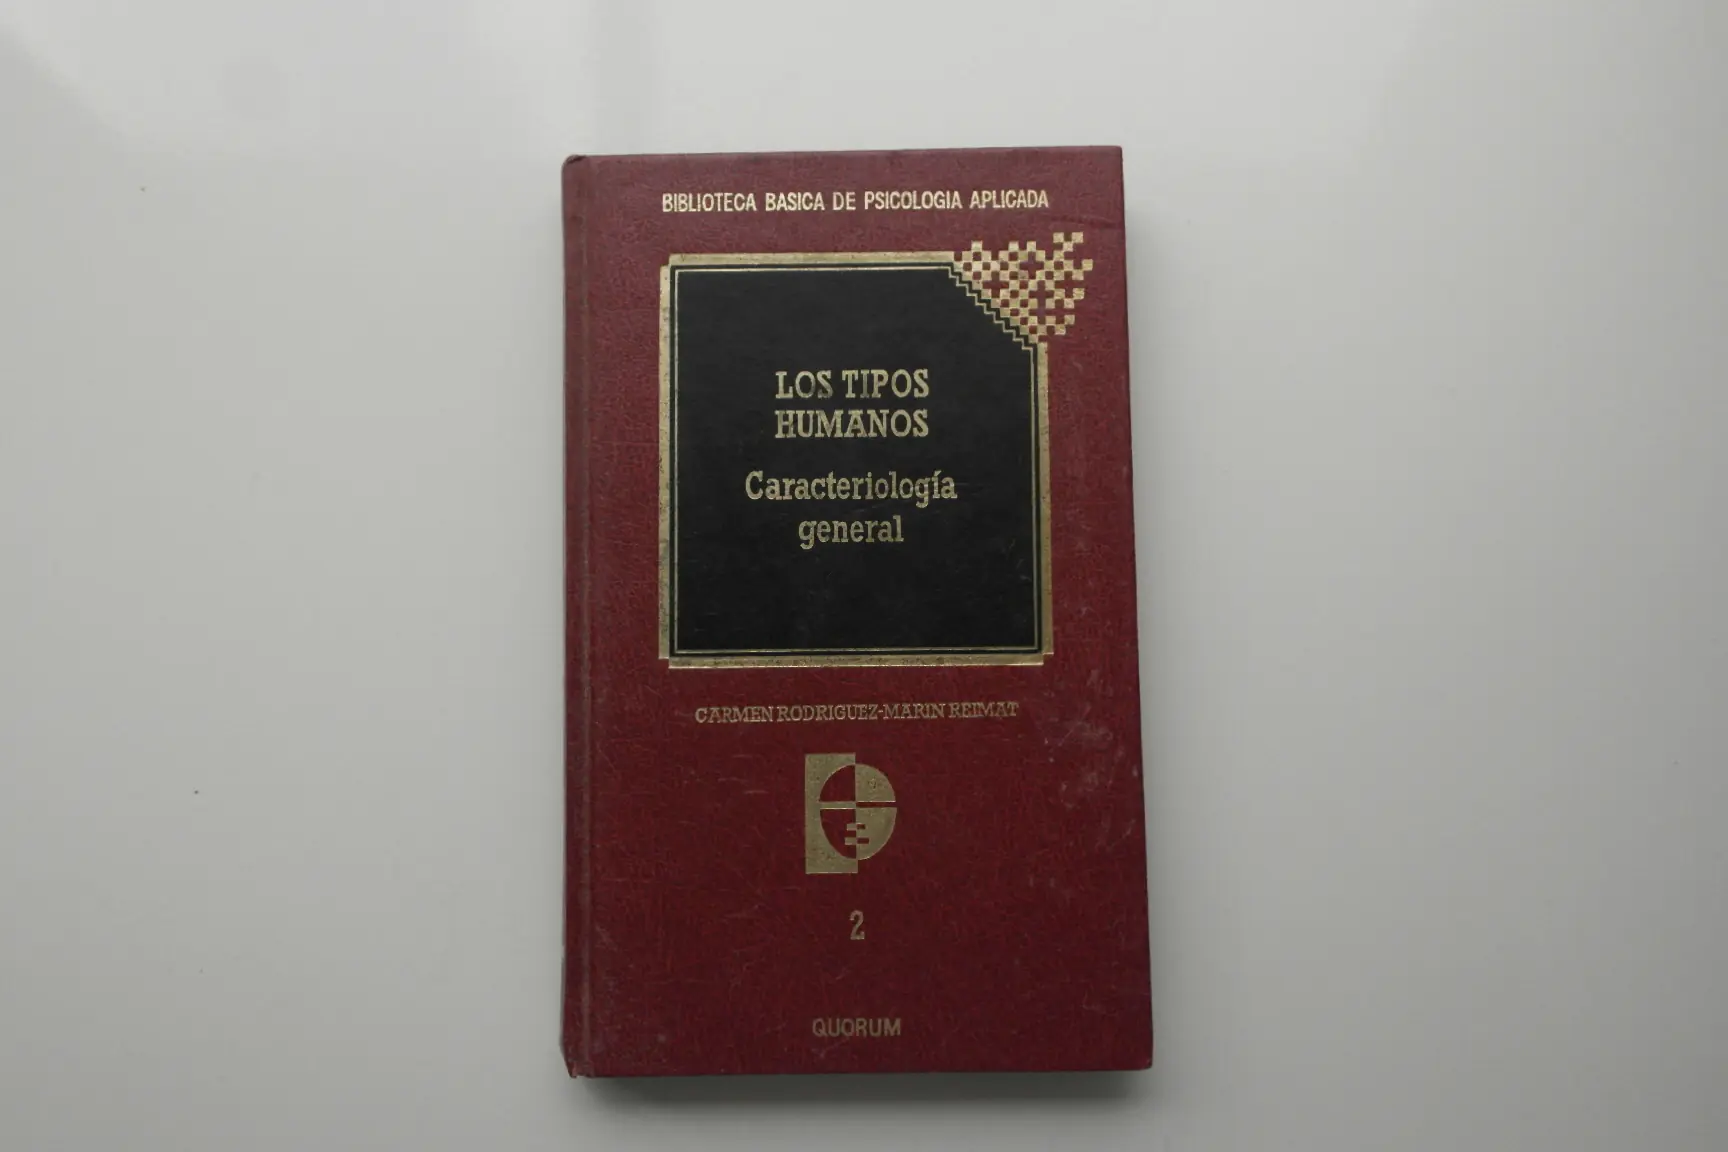 BIBLIOTECA BASICA DE PSICOLOGIA APLICADA
LOS TIPOS
HUMANOS
Caracteriología
general
CARMEN RODRIGUEZ-MARIN REIMAT
2
QUORUM